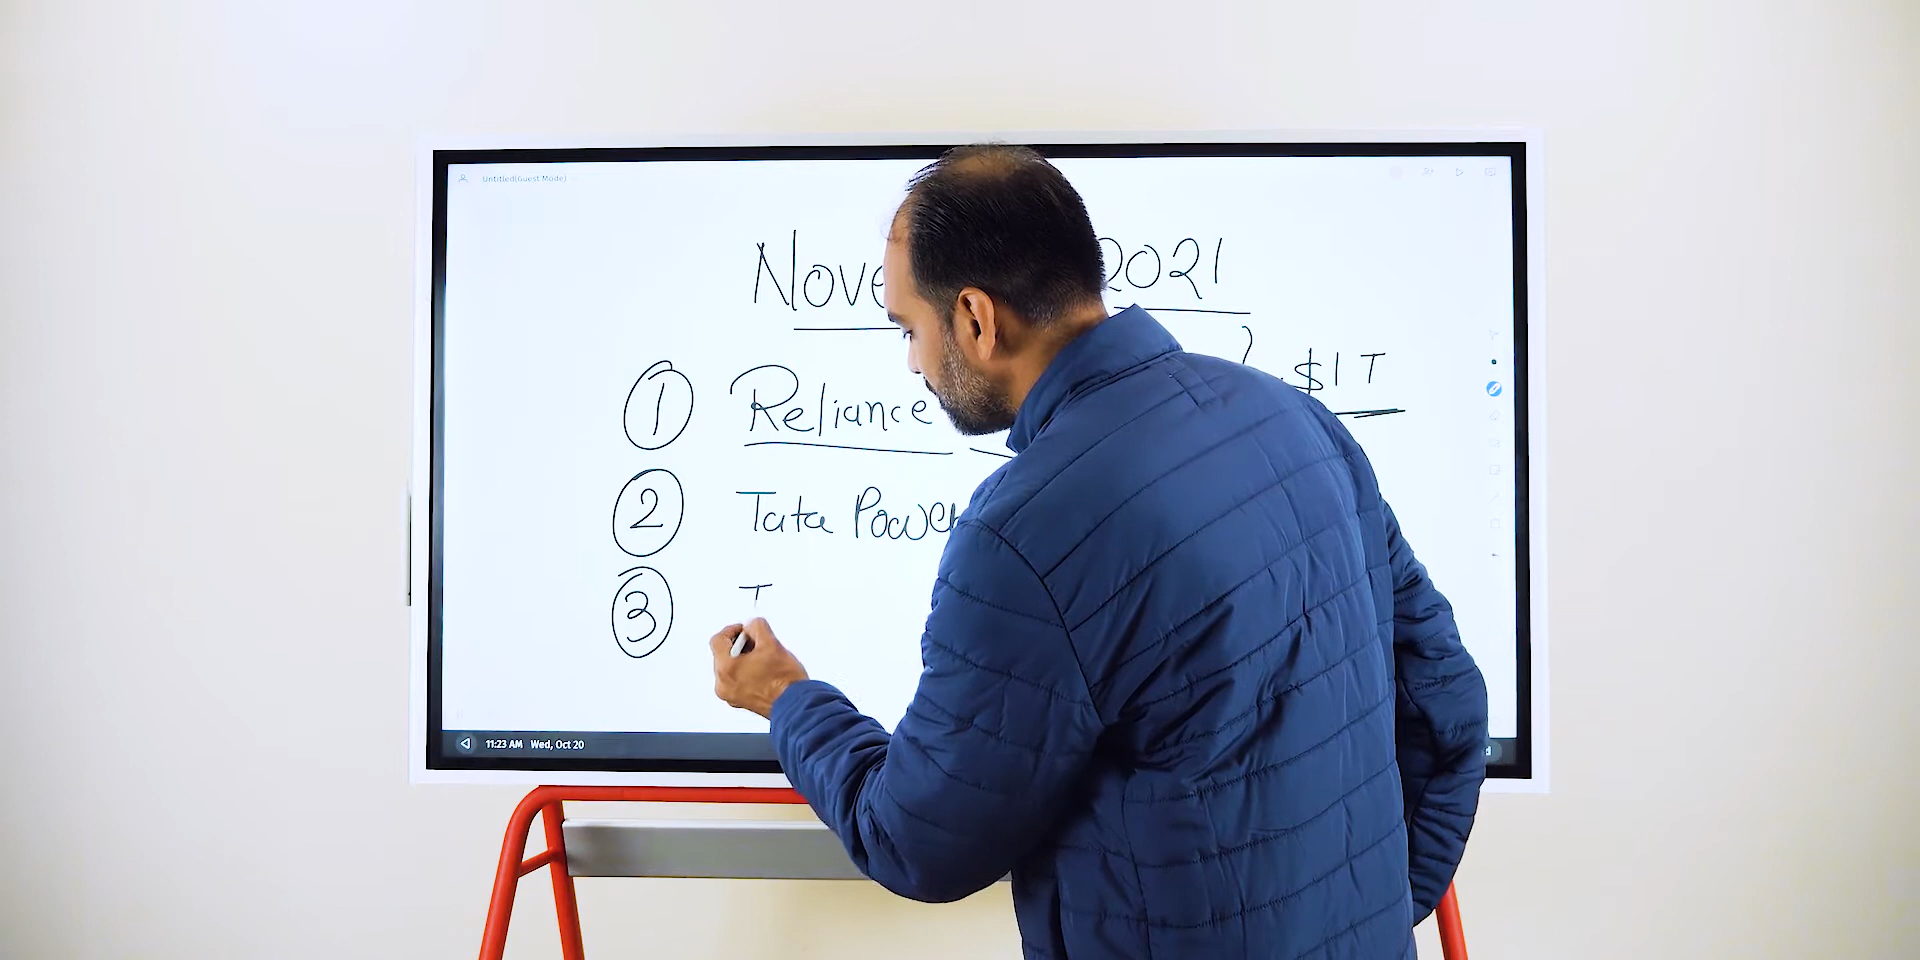 Untitled(Guest Mode)
Nove 2021
1 Reliance $1T
2 Tata Power
3 T
11:23 AM Wed, Oct 20
d